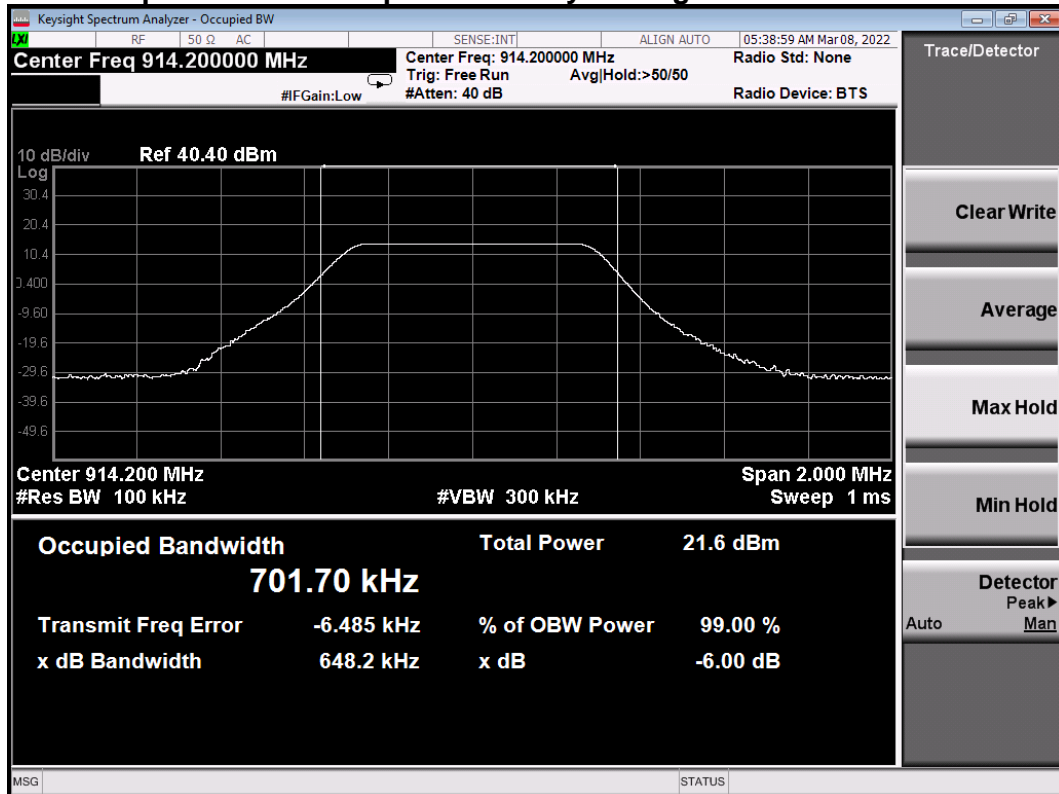 Keysight Spectrum Analyzer - Occupied BW
LXI RF 50 Ω AC SENSE:INT ALIGN AUTO 05:38:59 AM Mar 08, 2022
Center Freq 914.200000 MHz
Center Freq: 914.200000 MHz
Radio Std: None
Trig: Free Run Avg|Hold:>50/50
#IFGain:Low
#Atten: 40 dB
Radio Device: BTS
10 dB/div Ref 40.40 dBm
Log
30.4
20.4
10.4
0.400
-9.60
-19.6
-29.6
-39.6
-49.6
Center 914.200 MHz Span 2.000 MHz
#Res BW 100 kHz #VBW 300 kHz Sweep 1 ms
Occupied Bandwidth Total Power 21.6 dBm
701.70 kHz
Transmit Freq Error -6.485 kHz % of OBW Power 99.00 %
x dB Bandwidth 648.2 kHz x dB -6.00 dB
MSG STATUS
Trace/Detector
Clear Write
Average
Max Hold
Min Hold
Detector
Peak▶
Auto Man